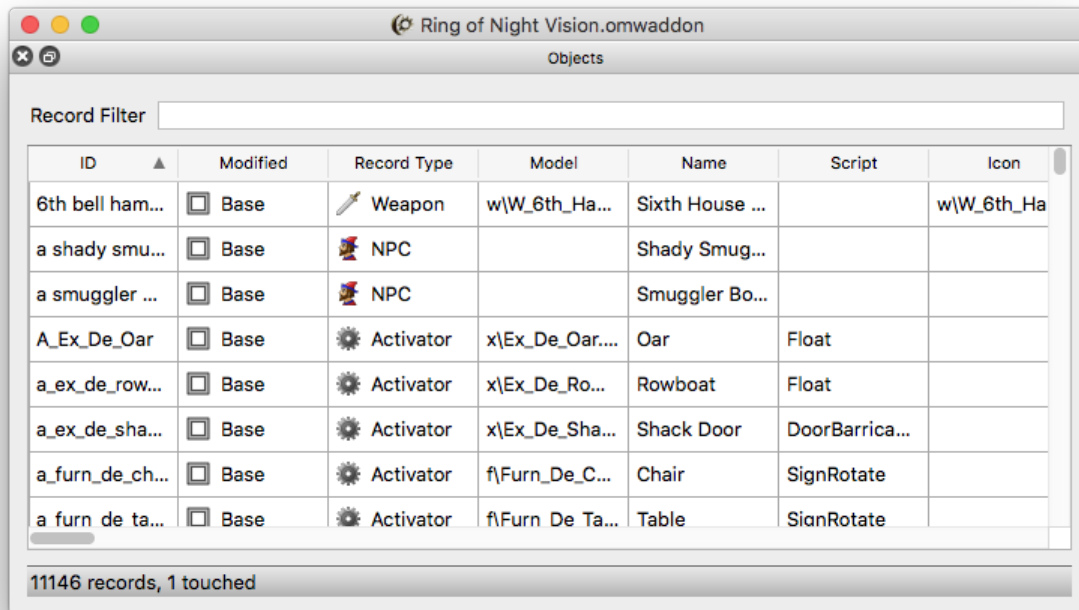 Ring of Night Vision.omwaddon
Objects
Record Filter
ID Modified Record Type Model Name Script Icon
6th bell ham... Base Weapon w\W_6th_Ha... Sixth House ... w\W_6th_Ha
a shady smu... Base NPC Shady Smug...
a smuggler ... Base NPC Smuggler Bo...
A_Ex_De_Oar Base Activator x\Ex_De_Oar.... Oar Float
a_ex_de_row... Base Activator x\Ex_De_Ro... Rowboat Float
a_ex_de_sha... Base Activator x\Ex_De_Sha... Shack Door DoorBarrica...
a_furn_de_ch... Base Activator f\Furn_De_C... Chair SignRotate
a_furn_de_ta... Base Activator f\Furn_De_Ta... Table SignRotate
11146 records, 1 touched